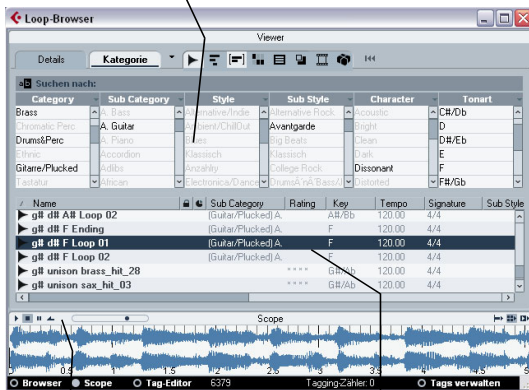 Loop-Browser
Viewer
Details Kategorie
Suchen nach:
Category Sub Category Style Sub Style Character Tonart
Brass A. Bass Alternative/Indie Alternative Rock Acoustic C#/Db
Chromatic Perc A. Guitar Ambient/ChillOut Avantgarde Bright D
Drums&Perc A. Piano Blues Big Beats Clean D#/Eb
Ethnic Accordion Klassisch Klassisch Dark E
Gitarre/Plucked Adlibs College Rock Dissonant F
Tastatur African Electronica/Dance Distorted F#/Gb
Name Sub Category Rating Key Tempo Signature Sub Style
g# d# A# Loop 02 (Guitar/Plucked) A. A#/Bb 120.00 4/4
g# d# F Ending (Guitar/Plucked) A. F 120.00 4/4
g# d# F Loop 01 (Guitar/Plucked) A. F 120.00 4/4
g# d# F Loop 02 (Guitar/Plucked) A. F 120.00 4/4
g# unison brass_hit_28 **** G#/Ab 120.00 4/4
g# unison sax_hit_03 **** G#/Ab 120.00 4/4
Scope
0 0.5 1 1.5 2 2.5 3 3.5 4 4.5
Browser Scope Tag-Editor 6379 Tagging-Zähler: 0 Tags verwalten